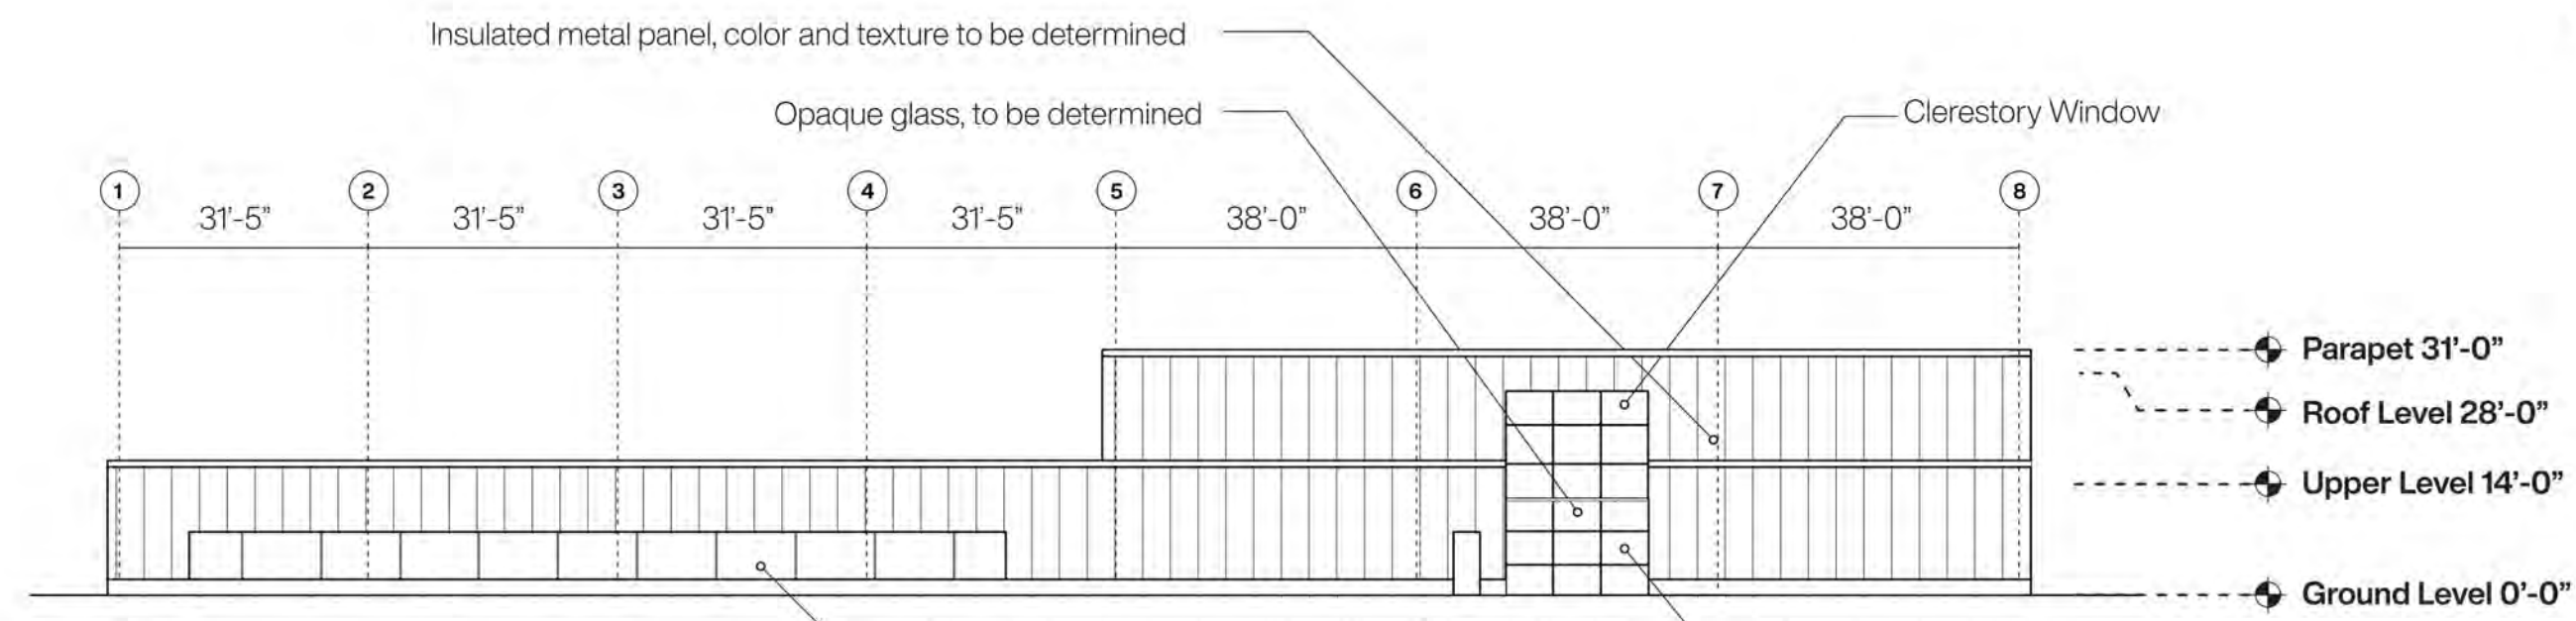 Insulated metal panel, color and texture to be determined
Opaque glass, to be determined
Clerestory Window
1 2 3 4 5 6 7 8
31’-5” 31’-5” 31’-5” 31’-5” 38’-0” 38’-0” 38’-0”
Parapet 31’-0”
Roof Level 28’-0”
Upper Level 14’-0”
Ground Level 0’-0”